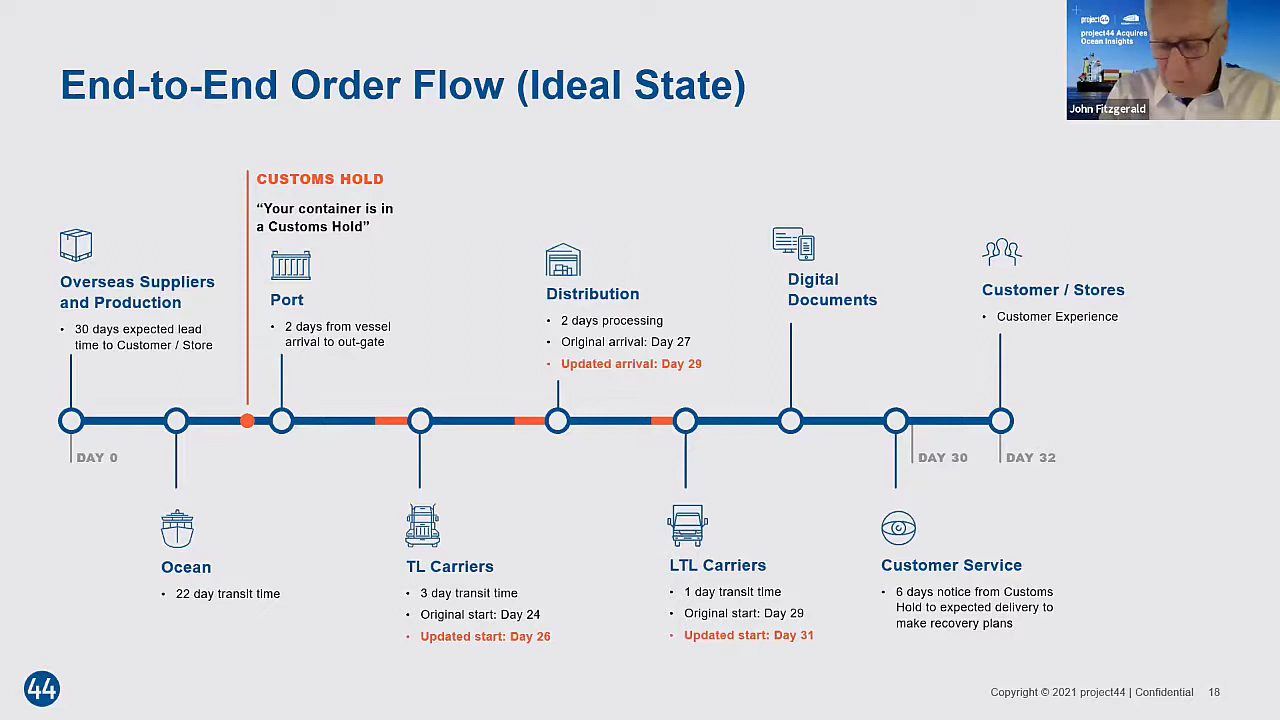 project44
project44 Acquires
Ocean Insights
John Fitzgerald
End-to-End Order Flow (Ideal State)
CUSTOMS HOLD
“Your container is in
a Customs Hold”
Overseas Suppliers
and Production
• 30 days expected lead
time to Customer / Store
Port
• 2 days from vessel
arrival to out-gate
Distribution
• 2 days processing
• Original arrival: Day 27
• Updated arrival: Day 29
Digital
Documents
Customer / Stores
• Customer Experience
DAY 0
DAY 30
DAY 32
Ocean
• 22 day transit time
TL Carriers
• 3 day transit time
• Original start: Day 24
• Updated start: Day 26
LTL Carriers
• 1 day transit time
• Original start: Day 29
• Updated start: Day 31
Customer Service
• 6 days notice from Customs
Hold to expected delivery to
make recovery plans
44
Copyright © 2021 project44 | Confidential 18